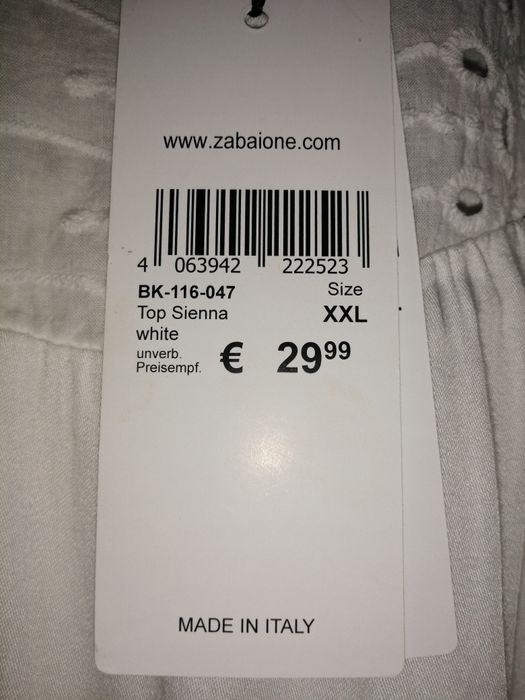 www.zabaione.com
4 063942 222523
BK-116-047 Size
Top Sienna XXL
white
unverb.
Preisempf. € 29⁹⁹
MADE IN ITALY